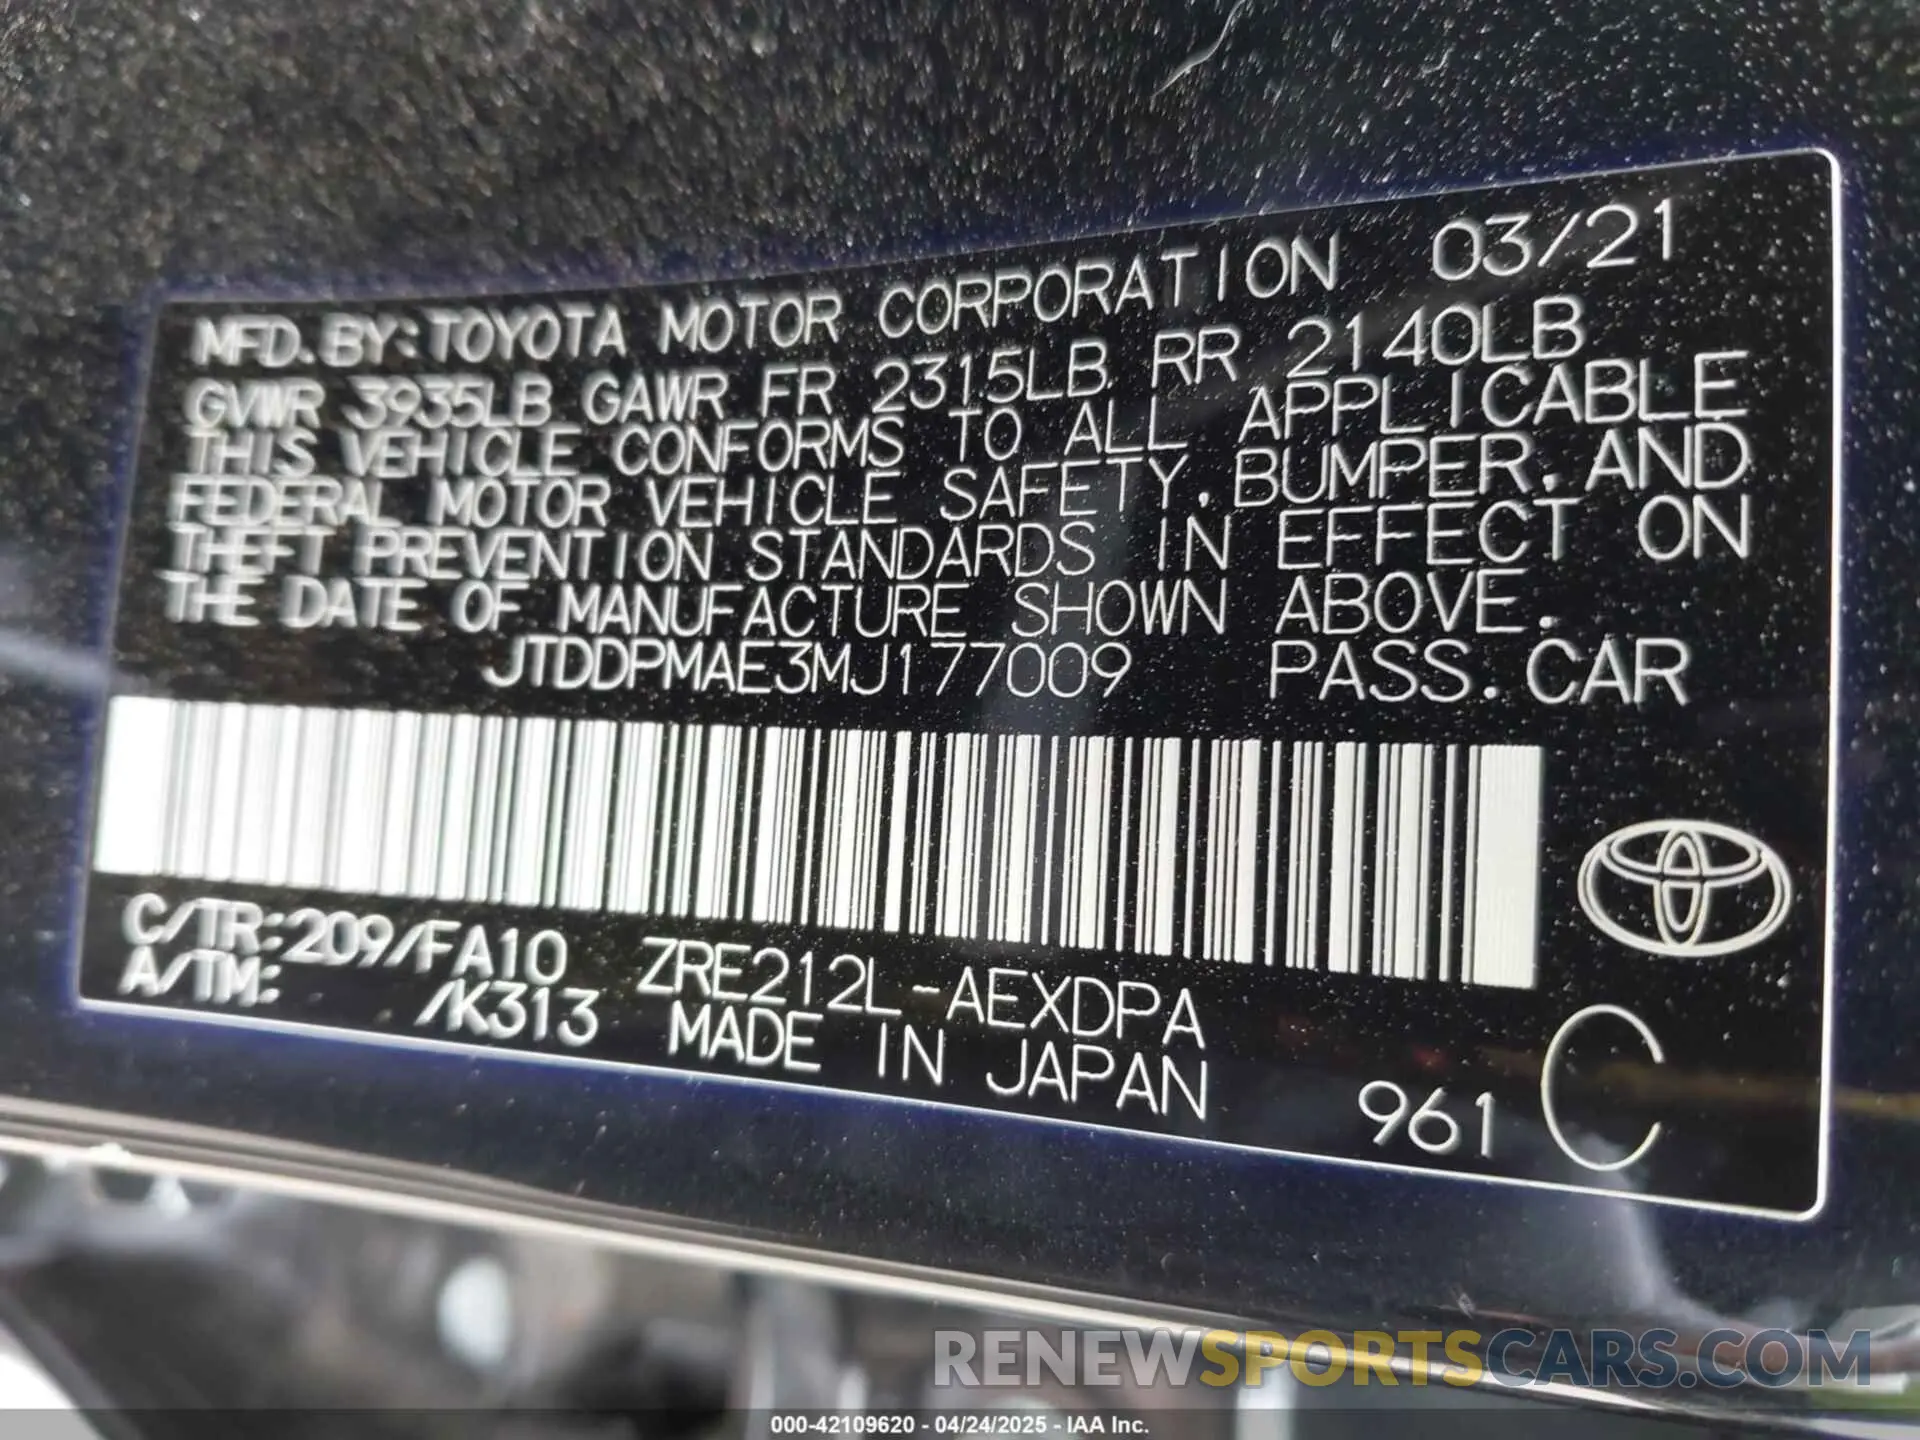 MFD. BY: TOYOTA MOTOR CORPORATION 03/21
GVWR 3935LB GAWR FR 2315LB RR 2140LB
THIS VEHICLE CONFORMS TO ALL APPLICABLE
FEDERAL MOTOR VEHICLE SAFETY, BUMPER, AND
THEFT PREVENTION STANDARDS IN EFFECT ON
THE DATE OF MANUFACTURE SHOWN ABOVE.
JTDDPMAE3MJ177009 PASS. CAR
C/TR:209/FA10 ZRE212L-AEXDPA
A/TM: /K313 MADE IN JAPAN
961 C
RENEWSPORTSCARS.COM
000-42109620 - 04/24/2025 - IAA Inc.